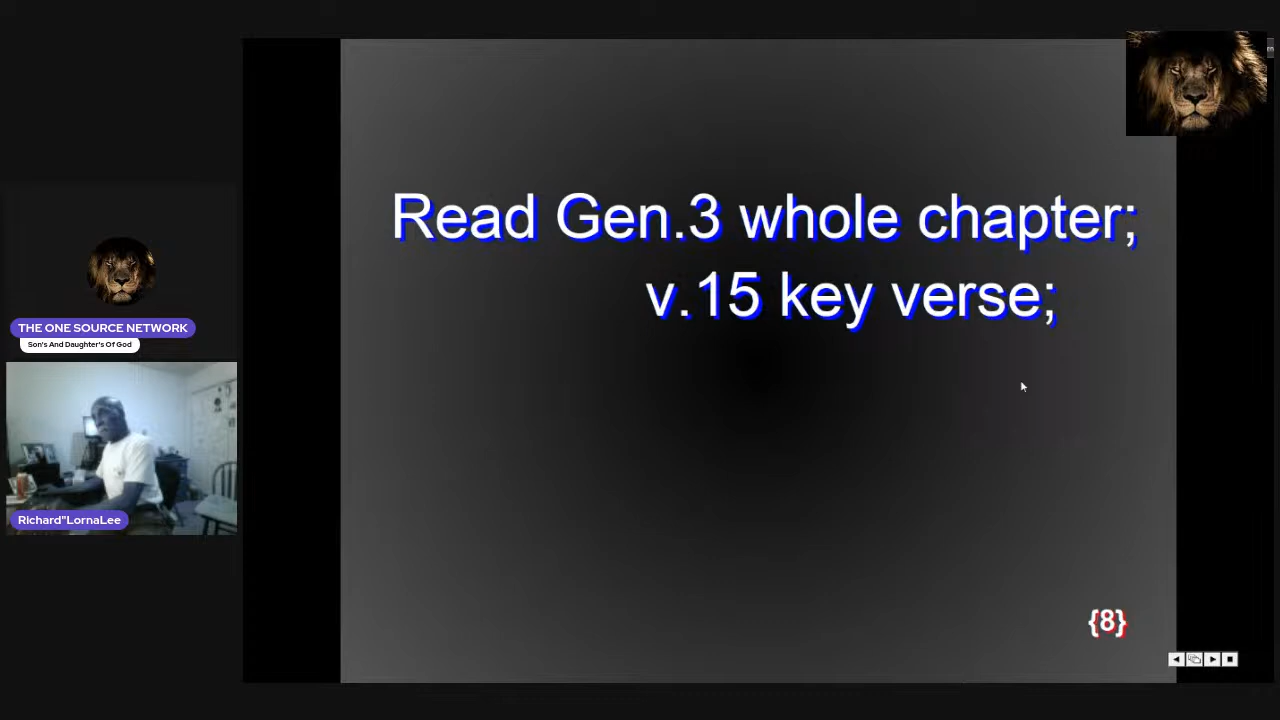 Read Gen.3 whole chapter;
v.15 key verse;
THE ONE SOURCE NETWORK
Son's And Daughter's Of God
Richard"LornaLee
{8}